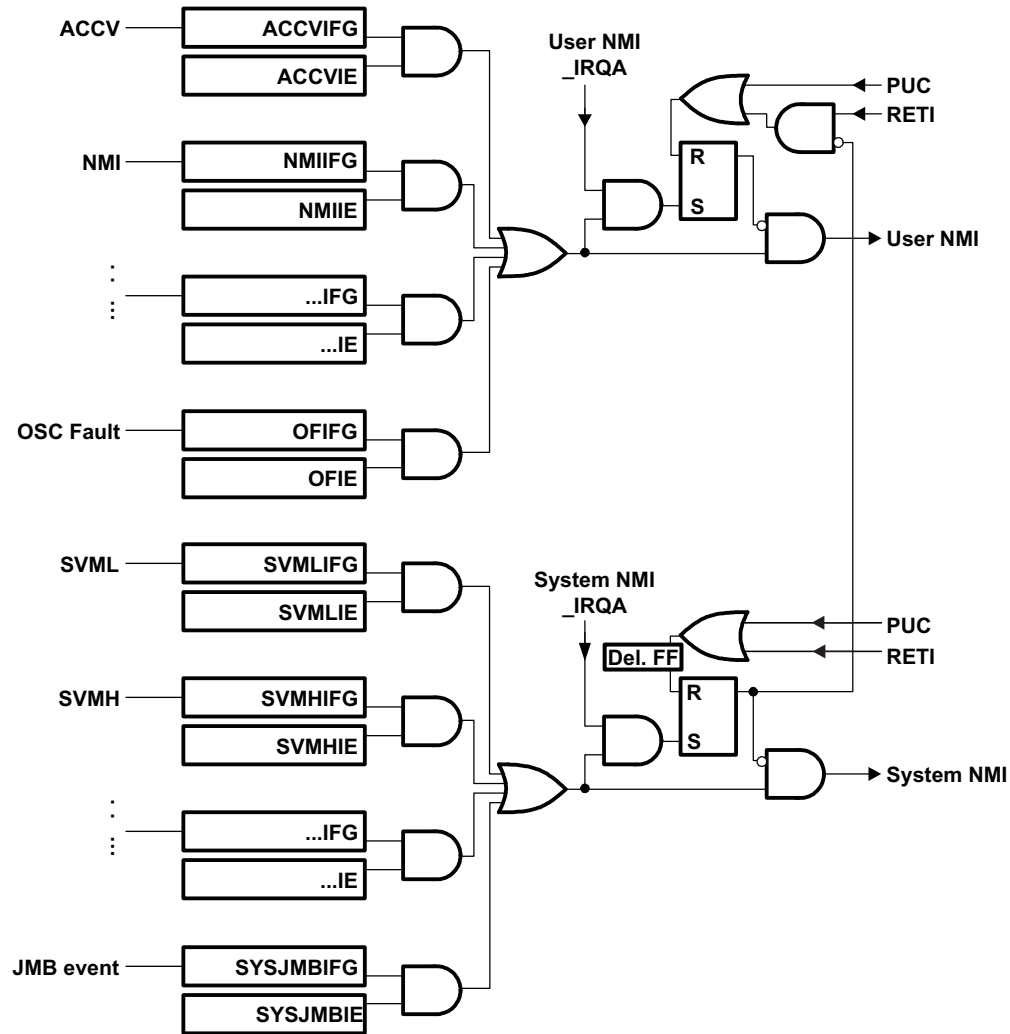 ACCV
ACCVIFG
ACCVIE
User NMI
_IRQA
PUC
RETI
NMI
NMIIFG
NMIIE
R
S
User NMI
...IFG
...IE
OSC Fault
OFIFG
OFIE
SVML
SVMLIFG
SVMLIE
System NMI
_IRQA
PUC
RETI
Del. FF
SVMH
SVMHIFG
SVMHIE
R
S
System NMI
...IFG
...IE
JMB event
SYSJMBIFG
SYSJMBIE